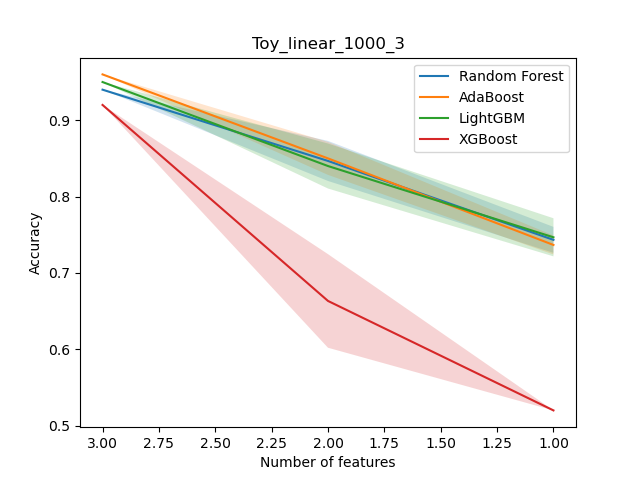 Toy_linear_1000_3
Random Forest
AdaBoost
LightGBM
XGBoost
Accuracy
0.9
0.8
0.7
0.6
0.5
3.00 2.75 2.50 2.25 2.00 1.75 1.50 1.25 1.00
Number of features